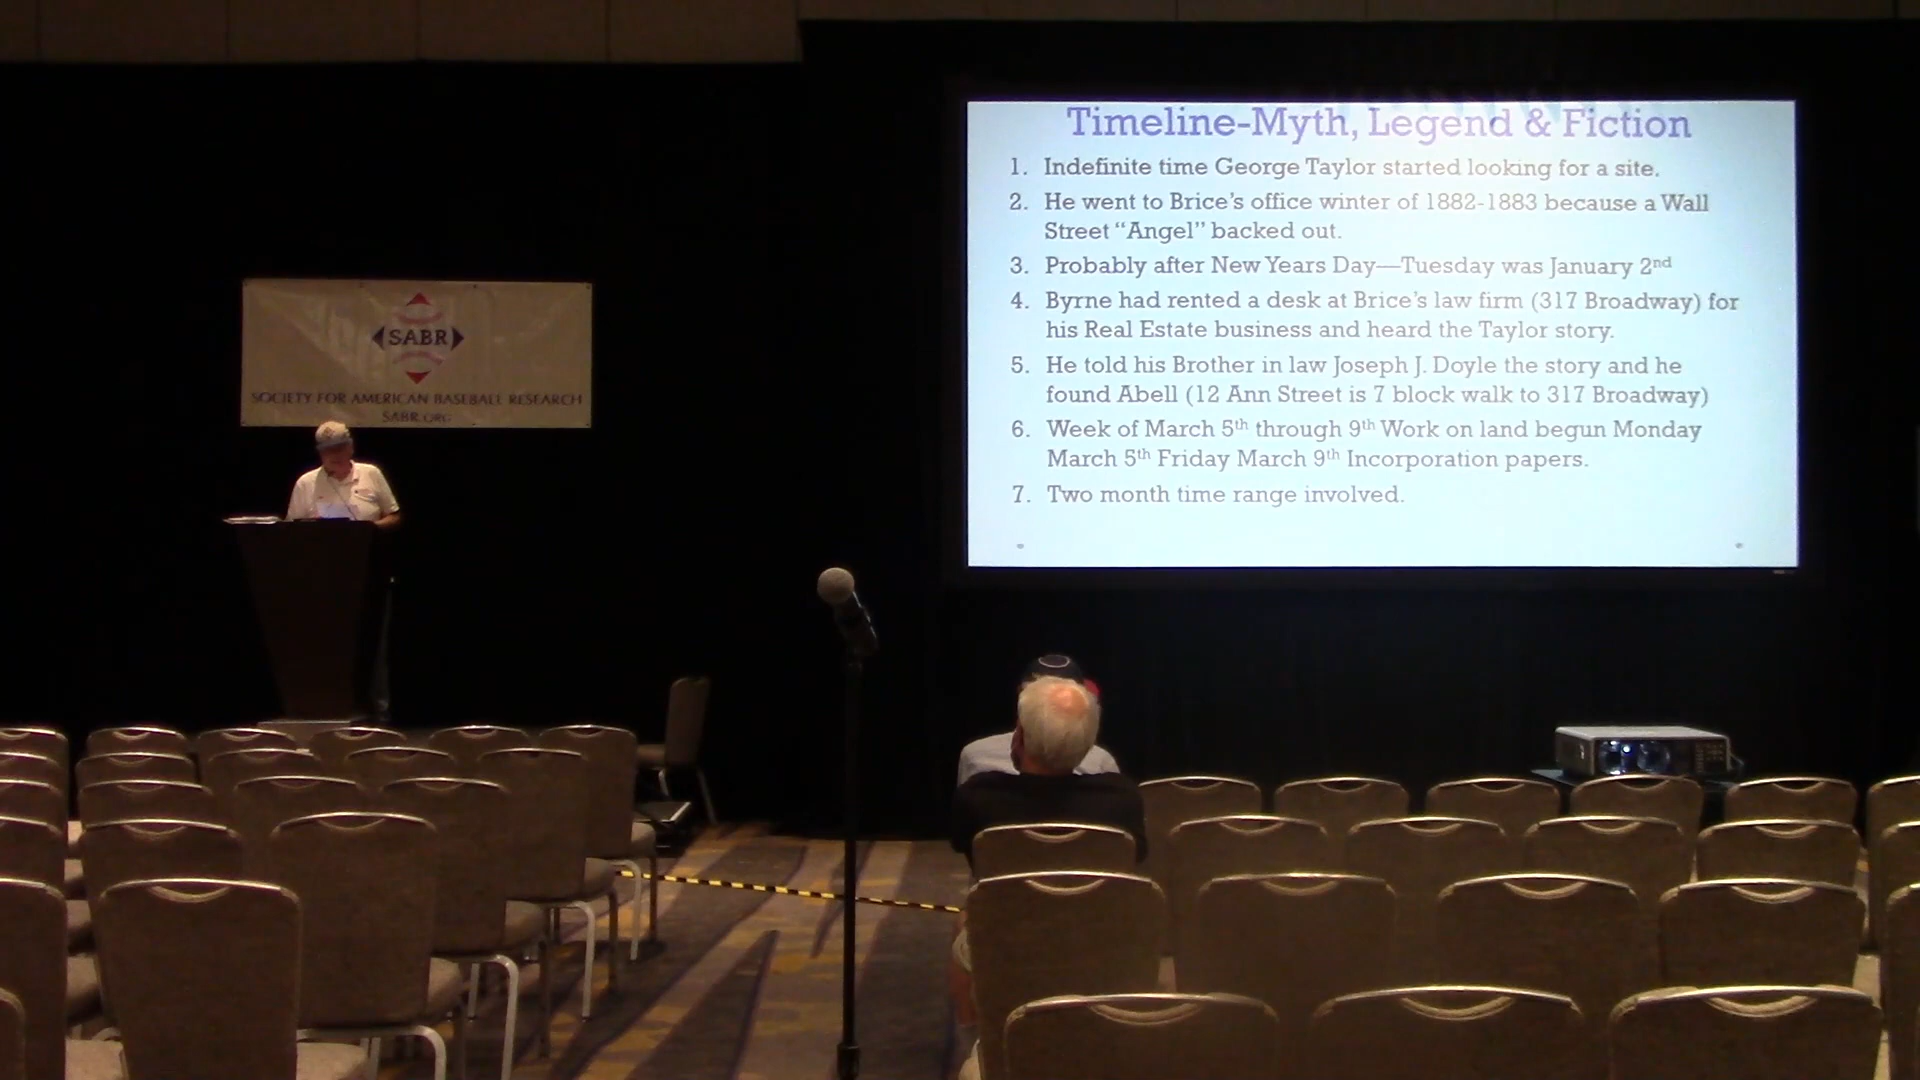 Timeline-Myth, Legend & Fiction
1. Indefinite time George Taylor started looking for a site.
2. He went to Brice's office winter of 1882-1883 because a Wall
Street "Angel" backed out.
3. Probably after New Years Day—Tuesday was January 2nd
4. Byrne had rented a desk at Brice's law firm (317 Broadway) for
his Real Estate business and heard the Taylor story.
5. He told his Brother in law Joseph J. Doyle the story and he
found Abell (12 Ann Street is 7 block walk to 317 Broadway)
6. Week of March 5th through 9th Work on land begun Monday
March 5th Friday March 9th Incorporation papers.
7. Two month time range involved.
SABR
SOCIETY FOR AMERICAN BASEBALL RESEARCH
SABR.ORG